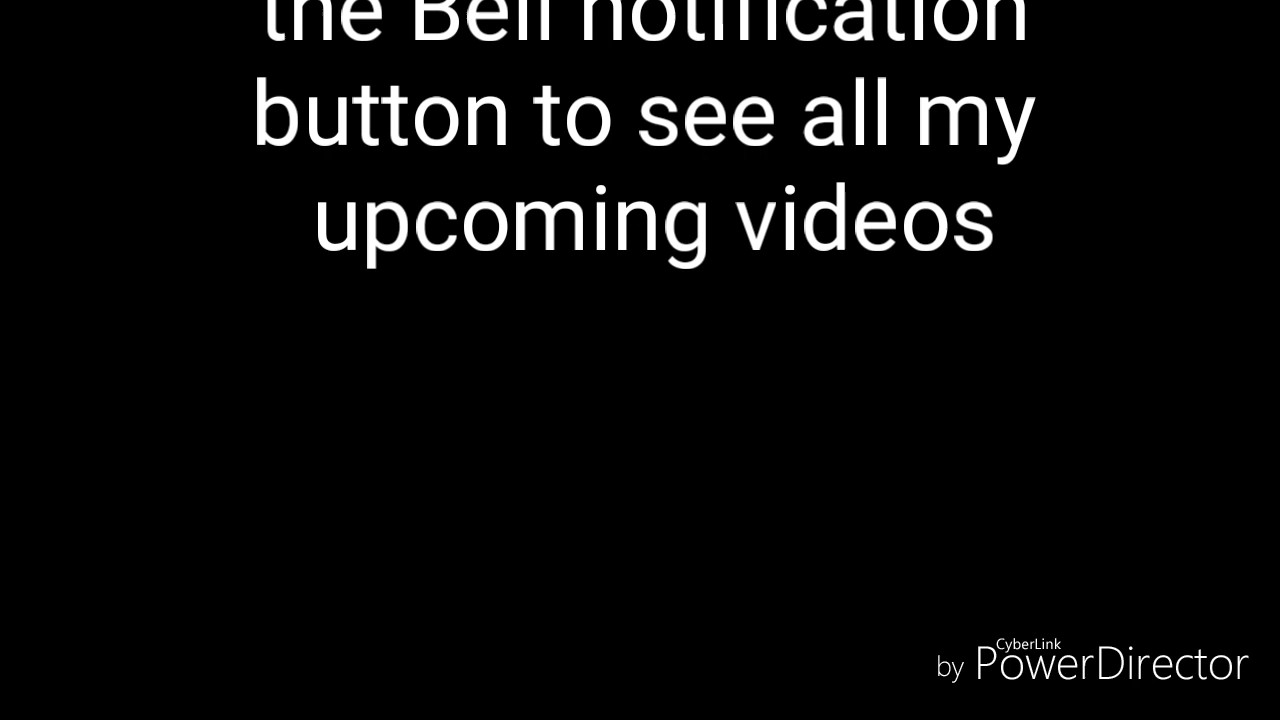 the Bell notification
button to see all my
upcoming videos
CyberLink
by PowerDirector